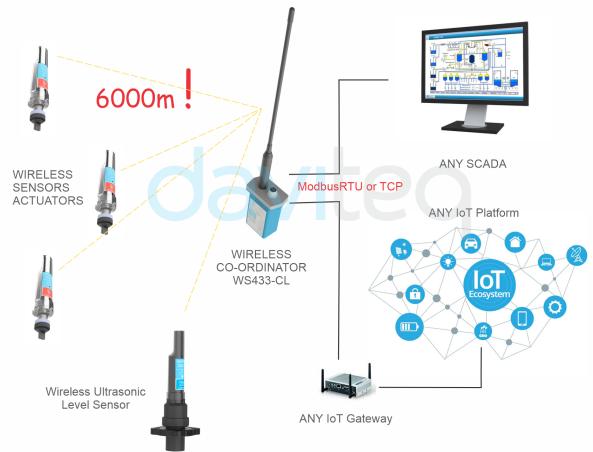 6000m !
ANY SCADA
WIRELESS
SENSORS
ACTUATORS
daviteq
ModbusRTU or TCP
ANY IoT Platform
WIRELESS
CO-ORDINATOR
WS433-CL
IoT
Ecosystem
Wireless Ultrasonic
Level Sensor
ANY IoT Gateway